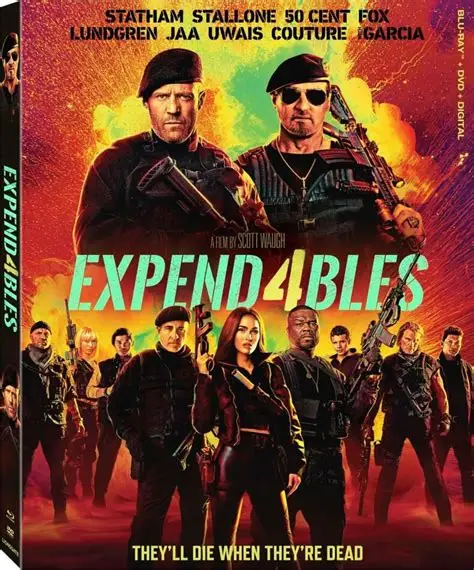 STATHAM STALLONE 50 CENT FOX
LUNDGREN JAA UWAIS COUTURE GARCIA
BLU-RAY + DVD + DIGITAL
A FILM BY SCOTT WAUGH
EXPEND4BLES
EXPEND4BLES
THEY'LL DIE WHEN THEY'RE DEAD
LIONSGATE